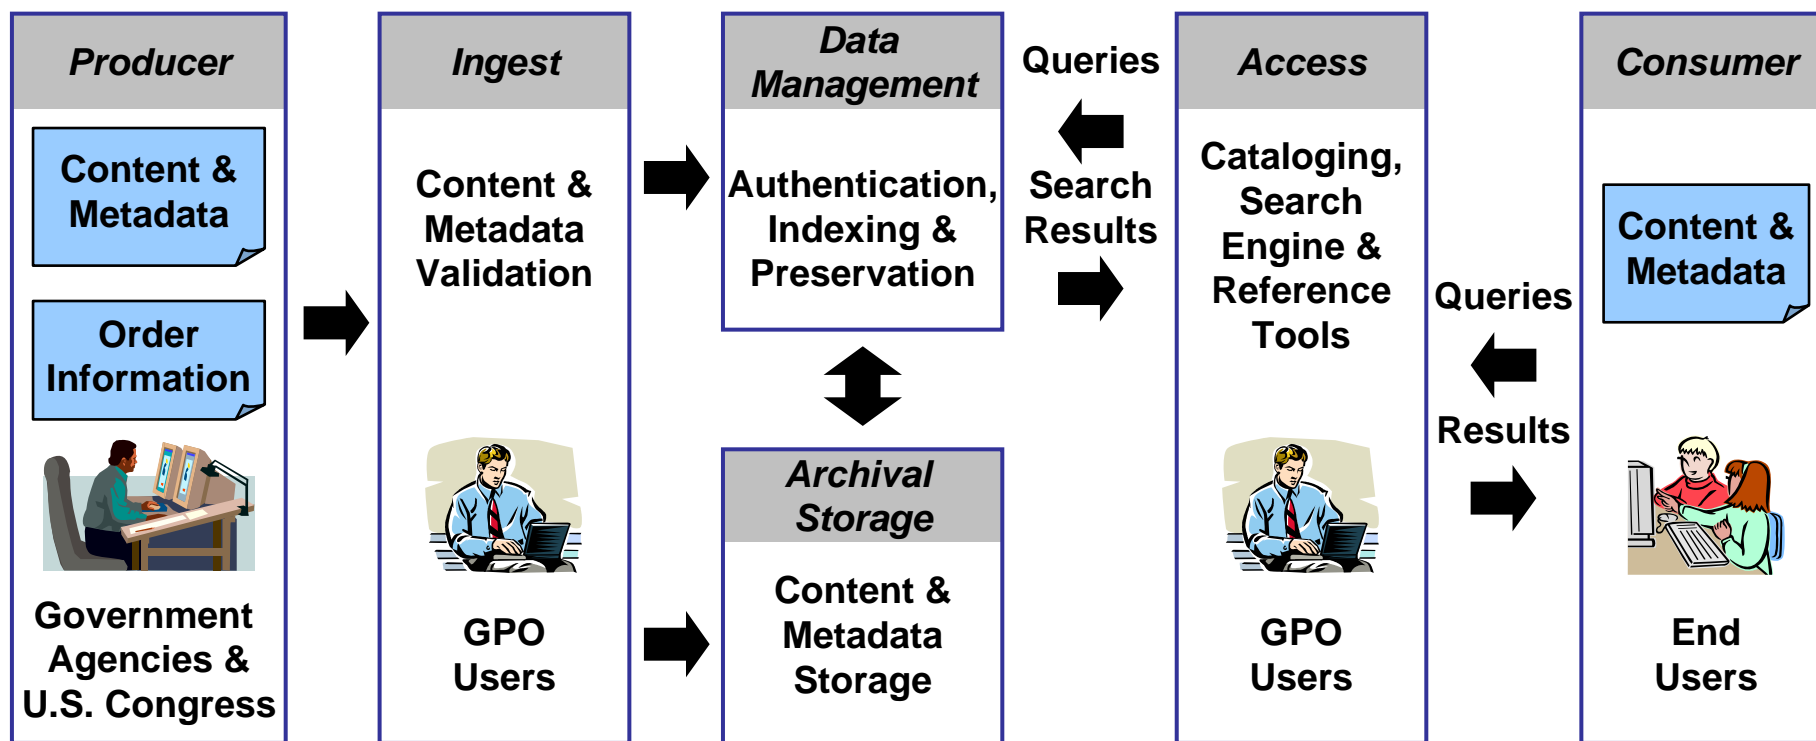 Producer
Content &
Metadata
Order
Information
Government
Agencies &
U.S. Congress
Ingest
Content &
Metadata
Validation
GPO
Users
Data
Management
Authentication,
Indexing &
Preservation
Archival
Storage
Content &
Metadata
Storage
Queries
Search
Results
Access
Cataloging,
Search
Engine &
Reference
Tools
GPO
Users
Queries
Results
Consumer
Content &
Metadata
End
Users